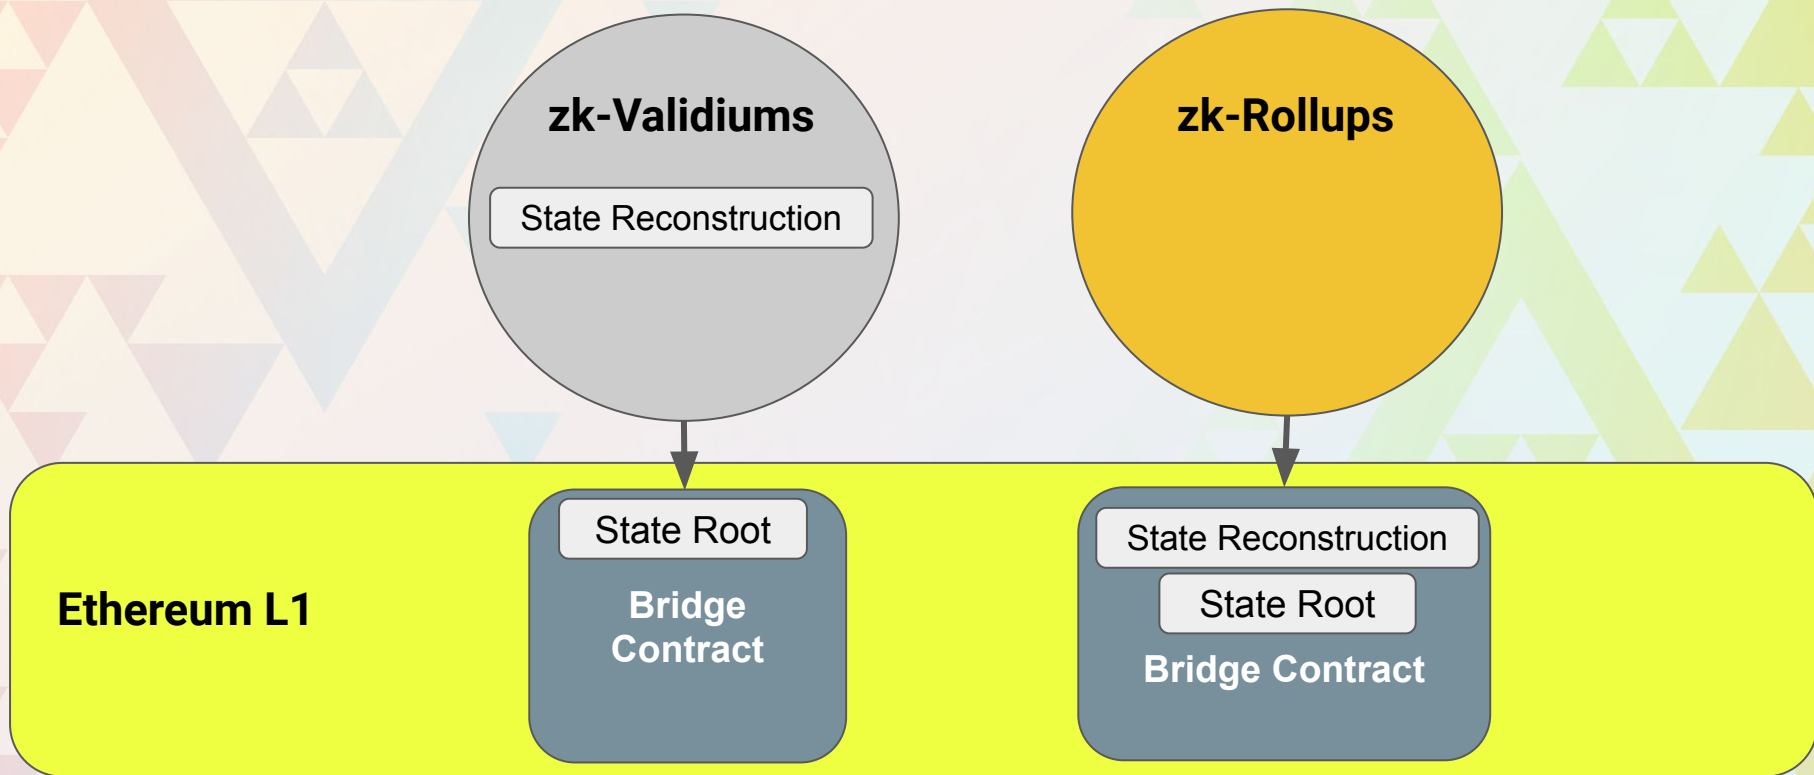 zk-Validiums
State Reconstruction
zk-Rollups
Ethereum L1
State Root
Bridge
Contract
State Reconstruction
State Root
Bridge Contract